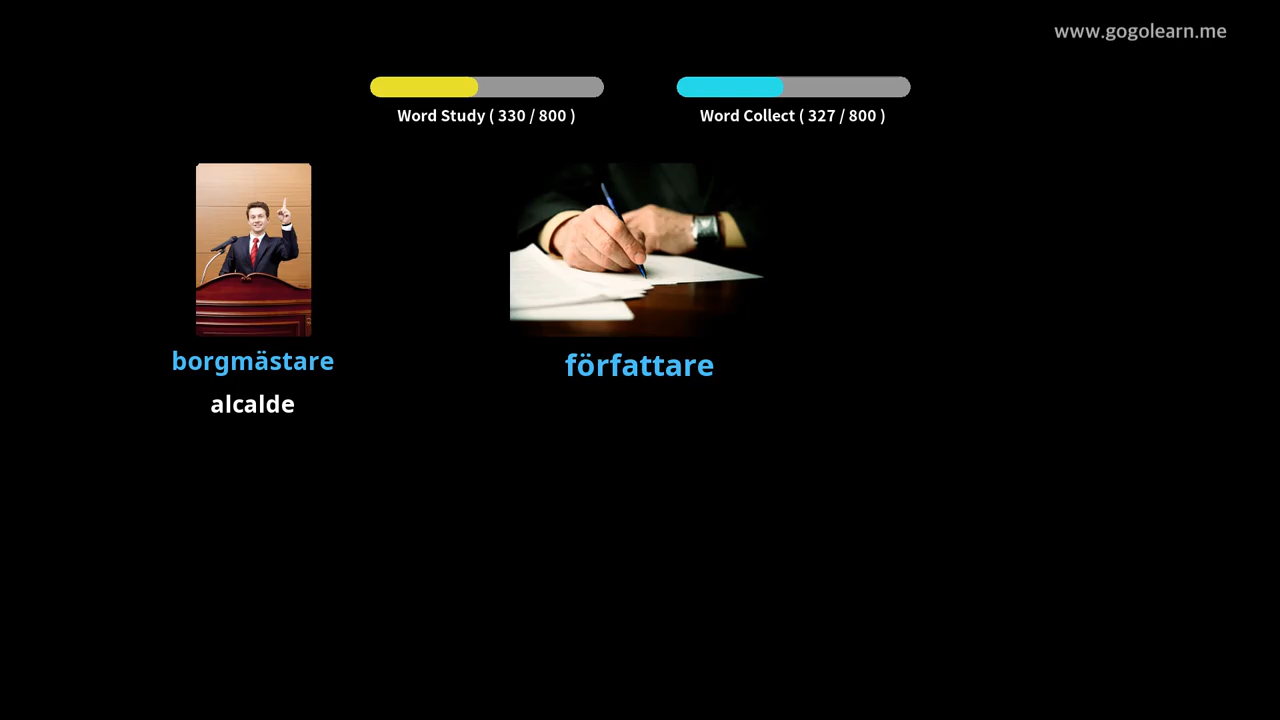 www.gogolearn.me
Word Study ( 330 / 800 )
Word Collect ( 327 / 800 )
borgmästare
alcalde
författare